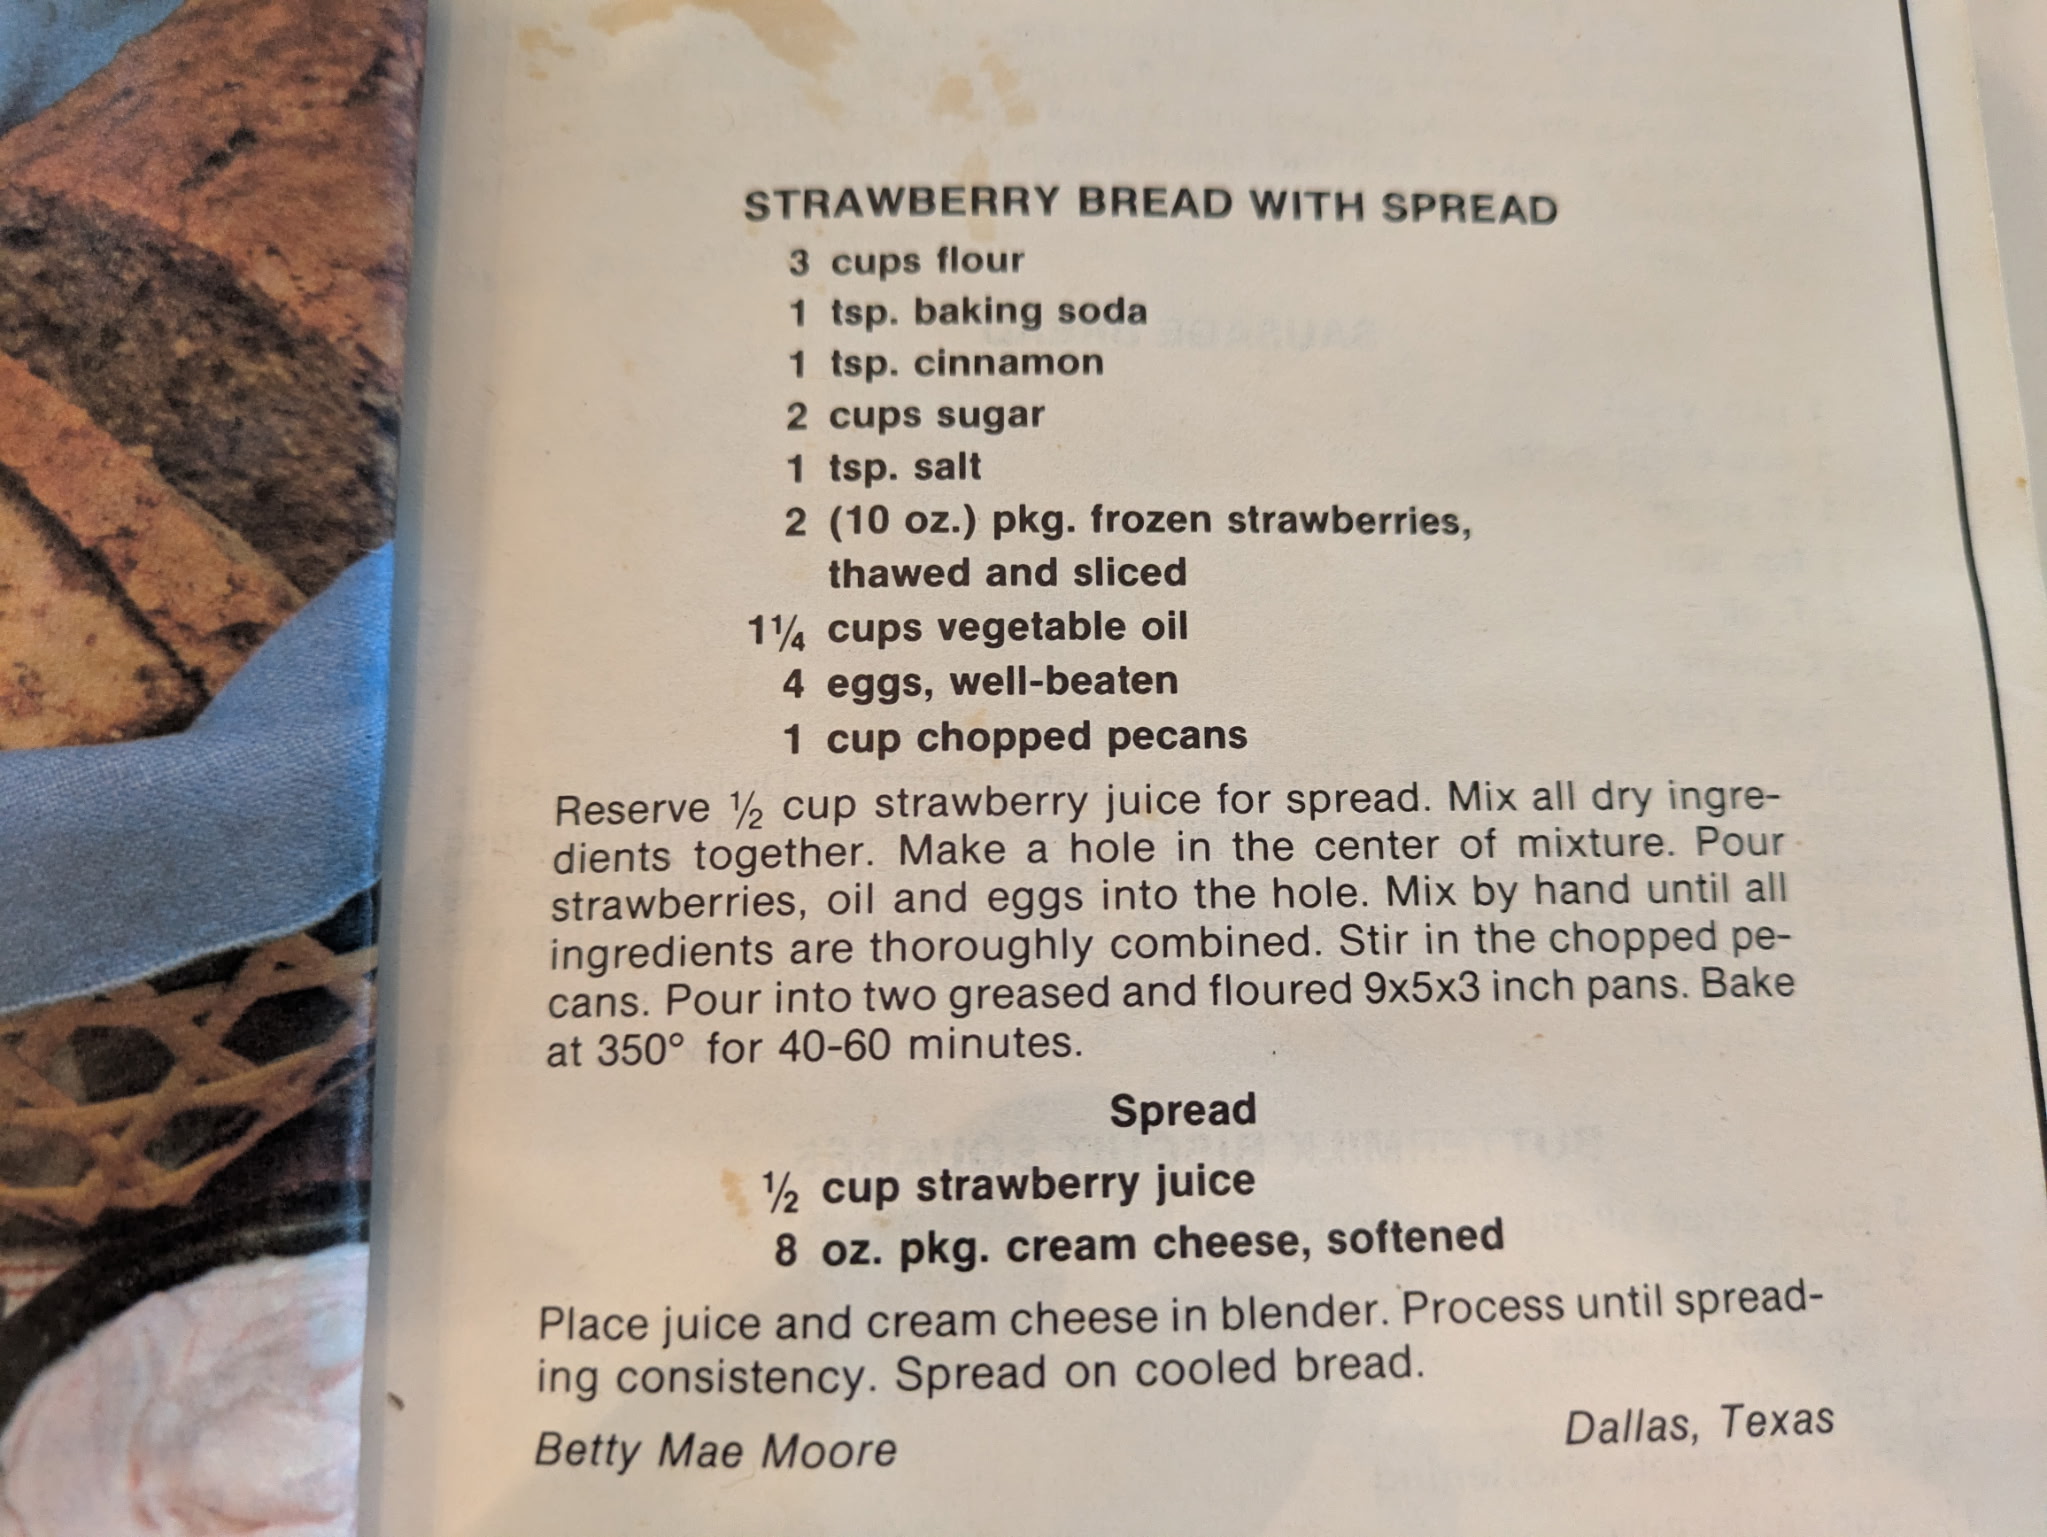 STRAWBERRY BREAD WITH SPREAD
3 cups flour
1 tsp. baking soda
1 tsp. cinnamon
2 cups sugar
1 tsp. salt
2 (10 oz.) pkg. frozen strawberries,
thawed and sliced
1¼ cups vegetable oil
4 eggs, well-beaten
1 cup chopped pecans
Reserve ½ cup strawberry juice for spread. Mix all dry ingre-
dients together. Make a hole in the center of mixture. Pour
strawberries, oil and eggs into the hole. Mix by hand until all
ingredients are thoroughly combined. Stir in the chopped pe-
cans. Pour into two greased and floured 9x5x3 inch pans. Bake
at 350° for 40-60 minutes.
Spread
½ cup strawberry juice
8 oz. pkg. cream cheese, softened
Place juice and cream cheese in blender. Process until spread-
ing consistency. Spread on cooled bread.
Betty Mae Moore Dallas, Texas